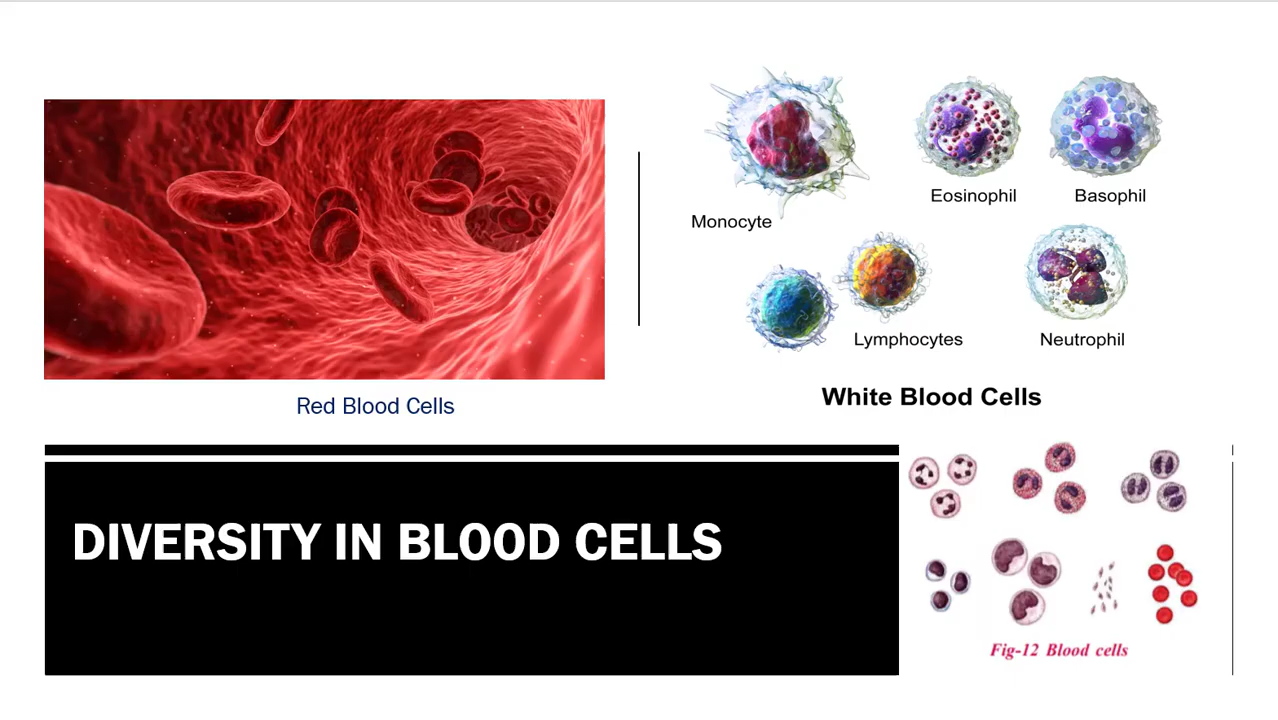 Monocyte
Eosinophil
Basophil
Lymphocytes
Neutrophil
White Blood Cells
Red Blood Cells
DIVERSITY IN BLOOD CELLS
Fig-12 Blood cells